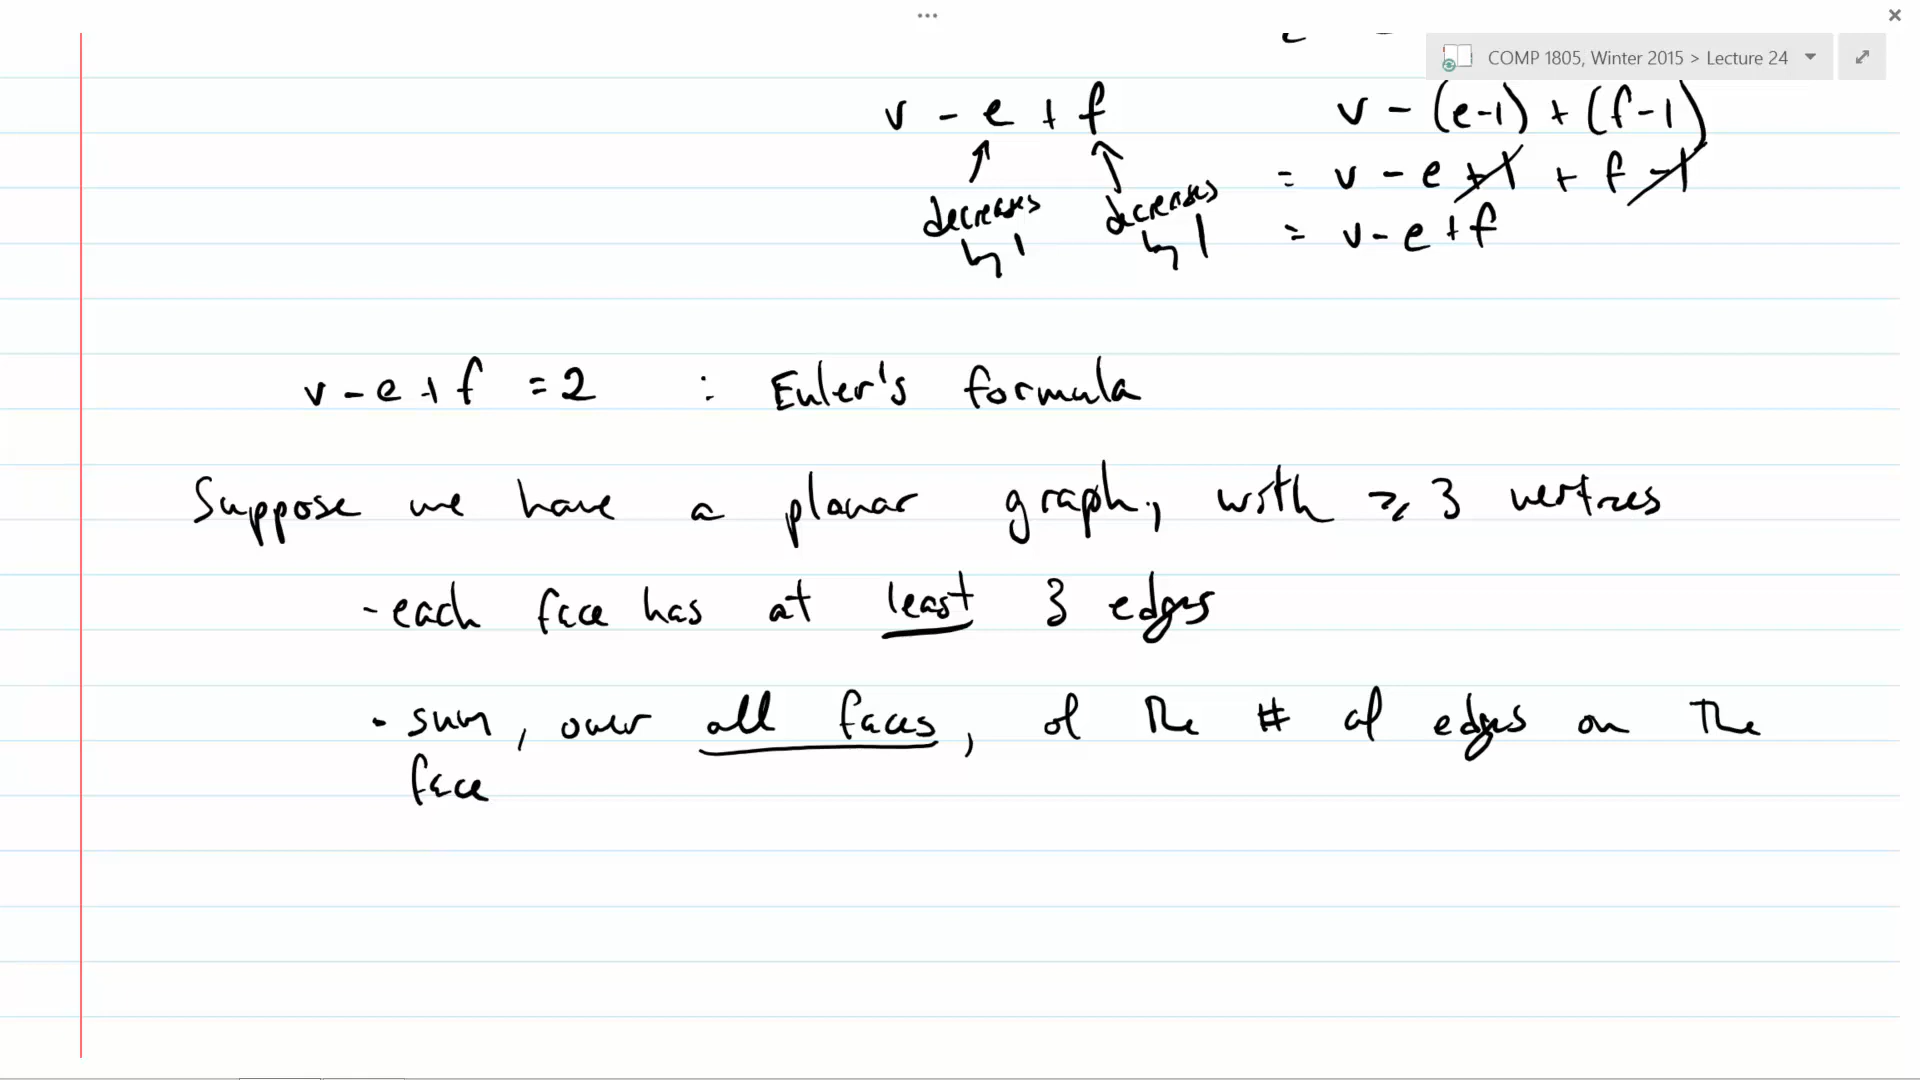 COMP 1805, Winter 2015 > Lecture 24
v - e + f
v - (e-1) + (f-1)
= v - e +1 + f -1
decreases by 1
decreases by 1
= v - e + f
v - e + f = 2 : Euler's formula
Suppose we have a planar graph, with ≥ 3 vertices
- each face has at least 3 edges
- sum, over all faces, of the # of edges on the
face